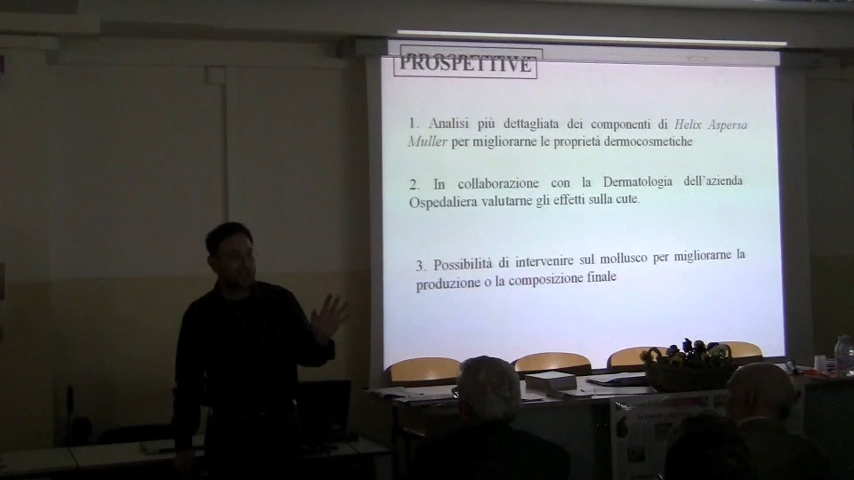 PROSPETTIVE
1. Analisi più dettagliata dei componenti di Helix Aspersa
Muller per migliorarne le proprietà dermocosmetiche
2. In collaborazione con la Dermatologia dell'azienda
Ospedaliera valutarne gli effetti sulla cute.
3. Possibilità di intervenire sul mollusco per migliorarne la
produzione o la composizione finale